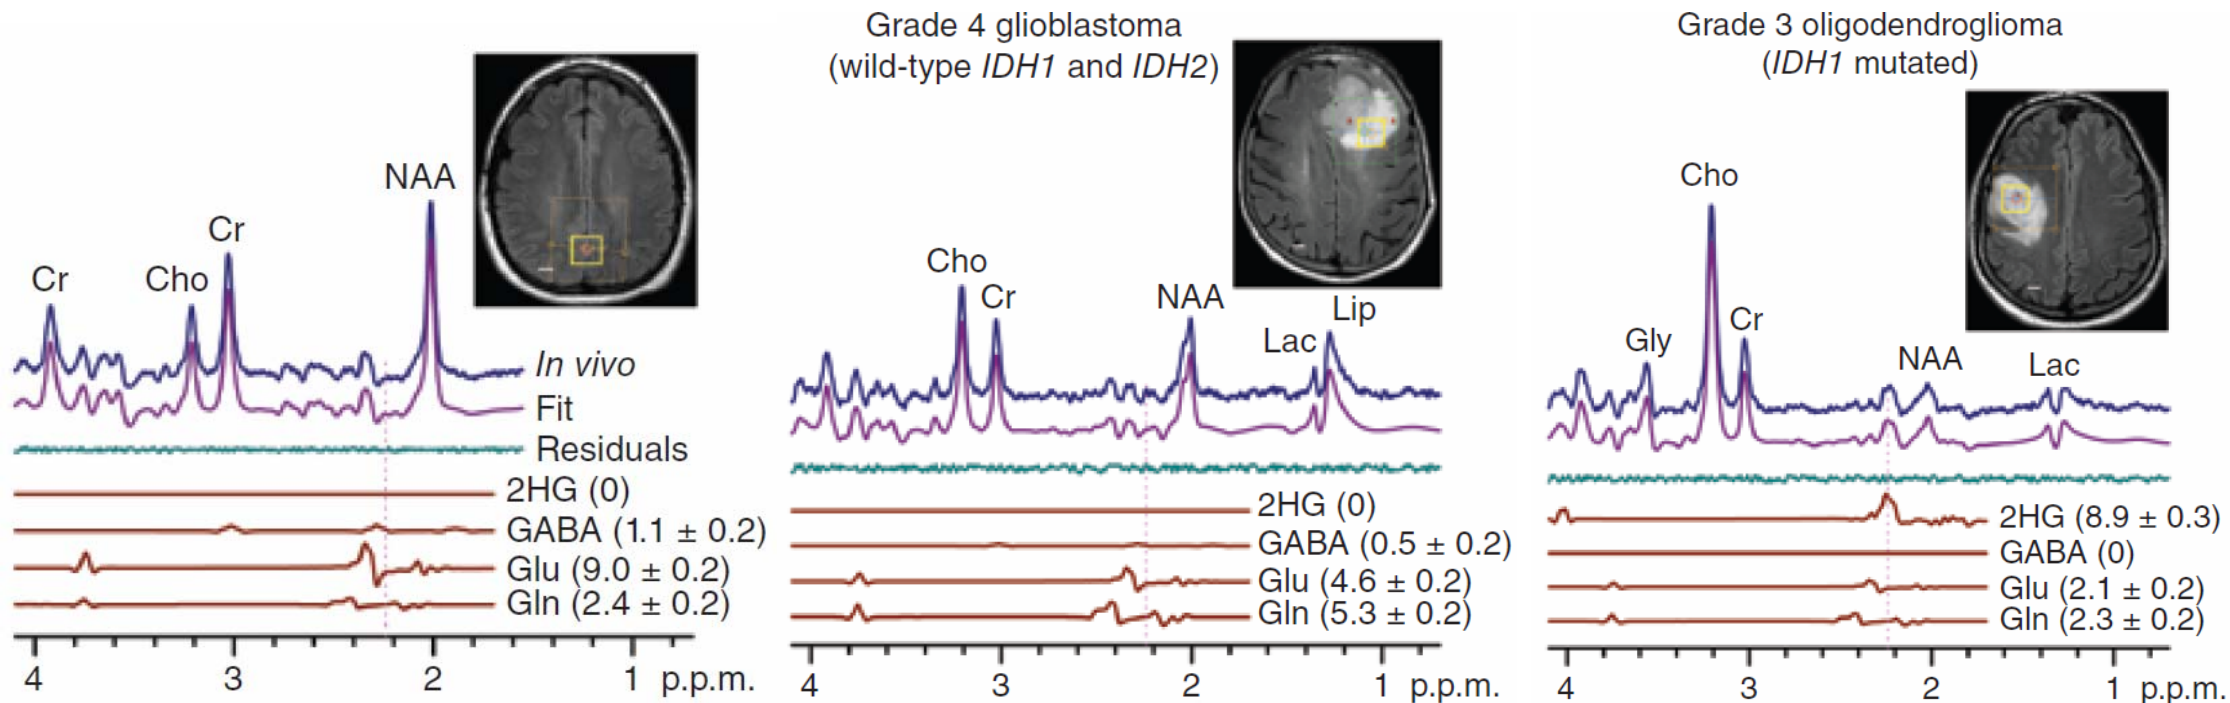 NAA
Cr
Cr
Cho
In vivo
Fit
Residuals
2HG (0)
GABA (1.1 ± 0.2)
Glu (9.0 ± 0.2)
Gln (2.4 ± 0.2)
4 3 2 1 p.p.m.
Grade 4 glioblastoma
(wild-type IDH1 and IDH2)
Cho
Cr
NAA
Lip
Lac
2HG (0)
GABA (0.5 ± 0.2)
Glu (4.6 ± 0.2)
Gln (5.3 ± 0.2)
4 3 2 1 p.p.m.
Grade 3 oligodendroglioma
(IDH1 mutated)
Cho
Cr
Gly
NAA
Lac
2HG (8.9 ± 0.3)
GABA (0)
Glu (2.1 ± 0.2)
Gln (2.3 ± 0.2)
4 3 2 1 p.p.m.